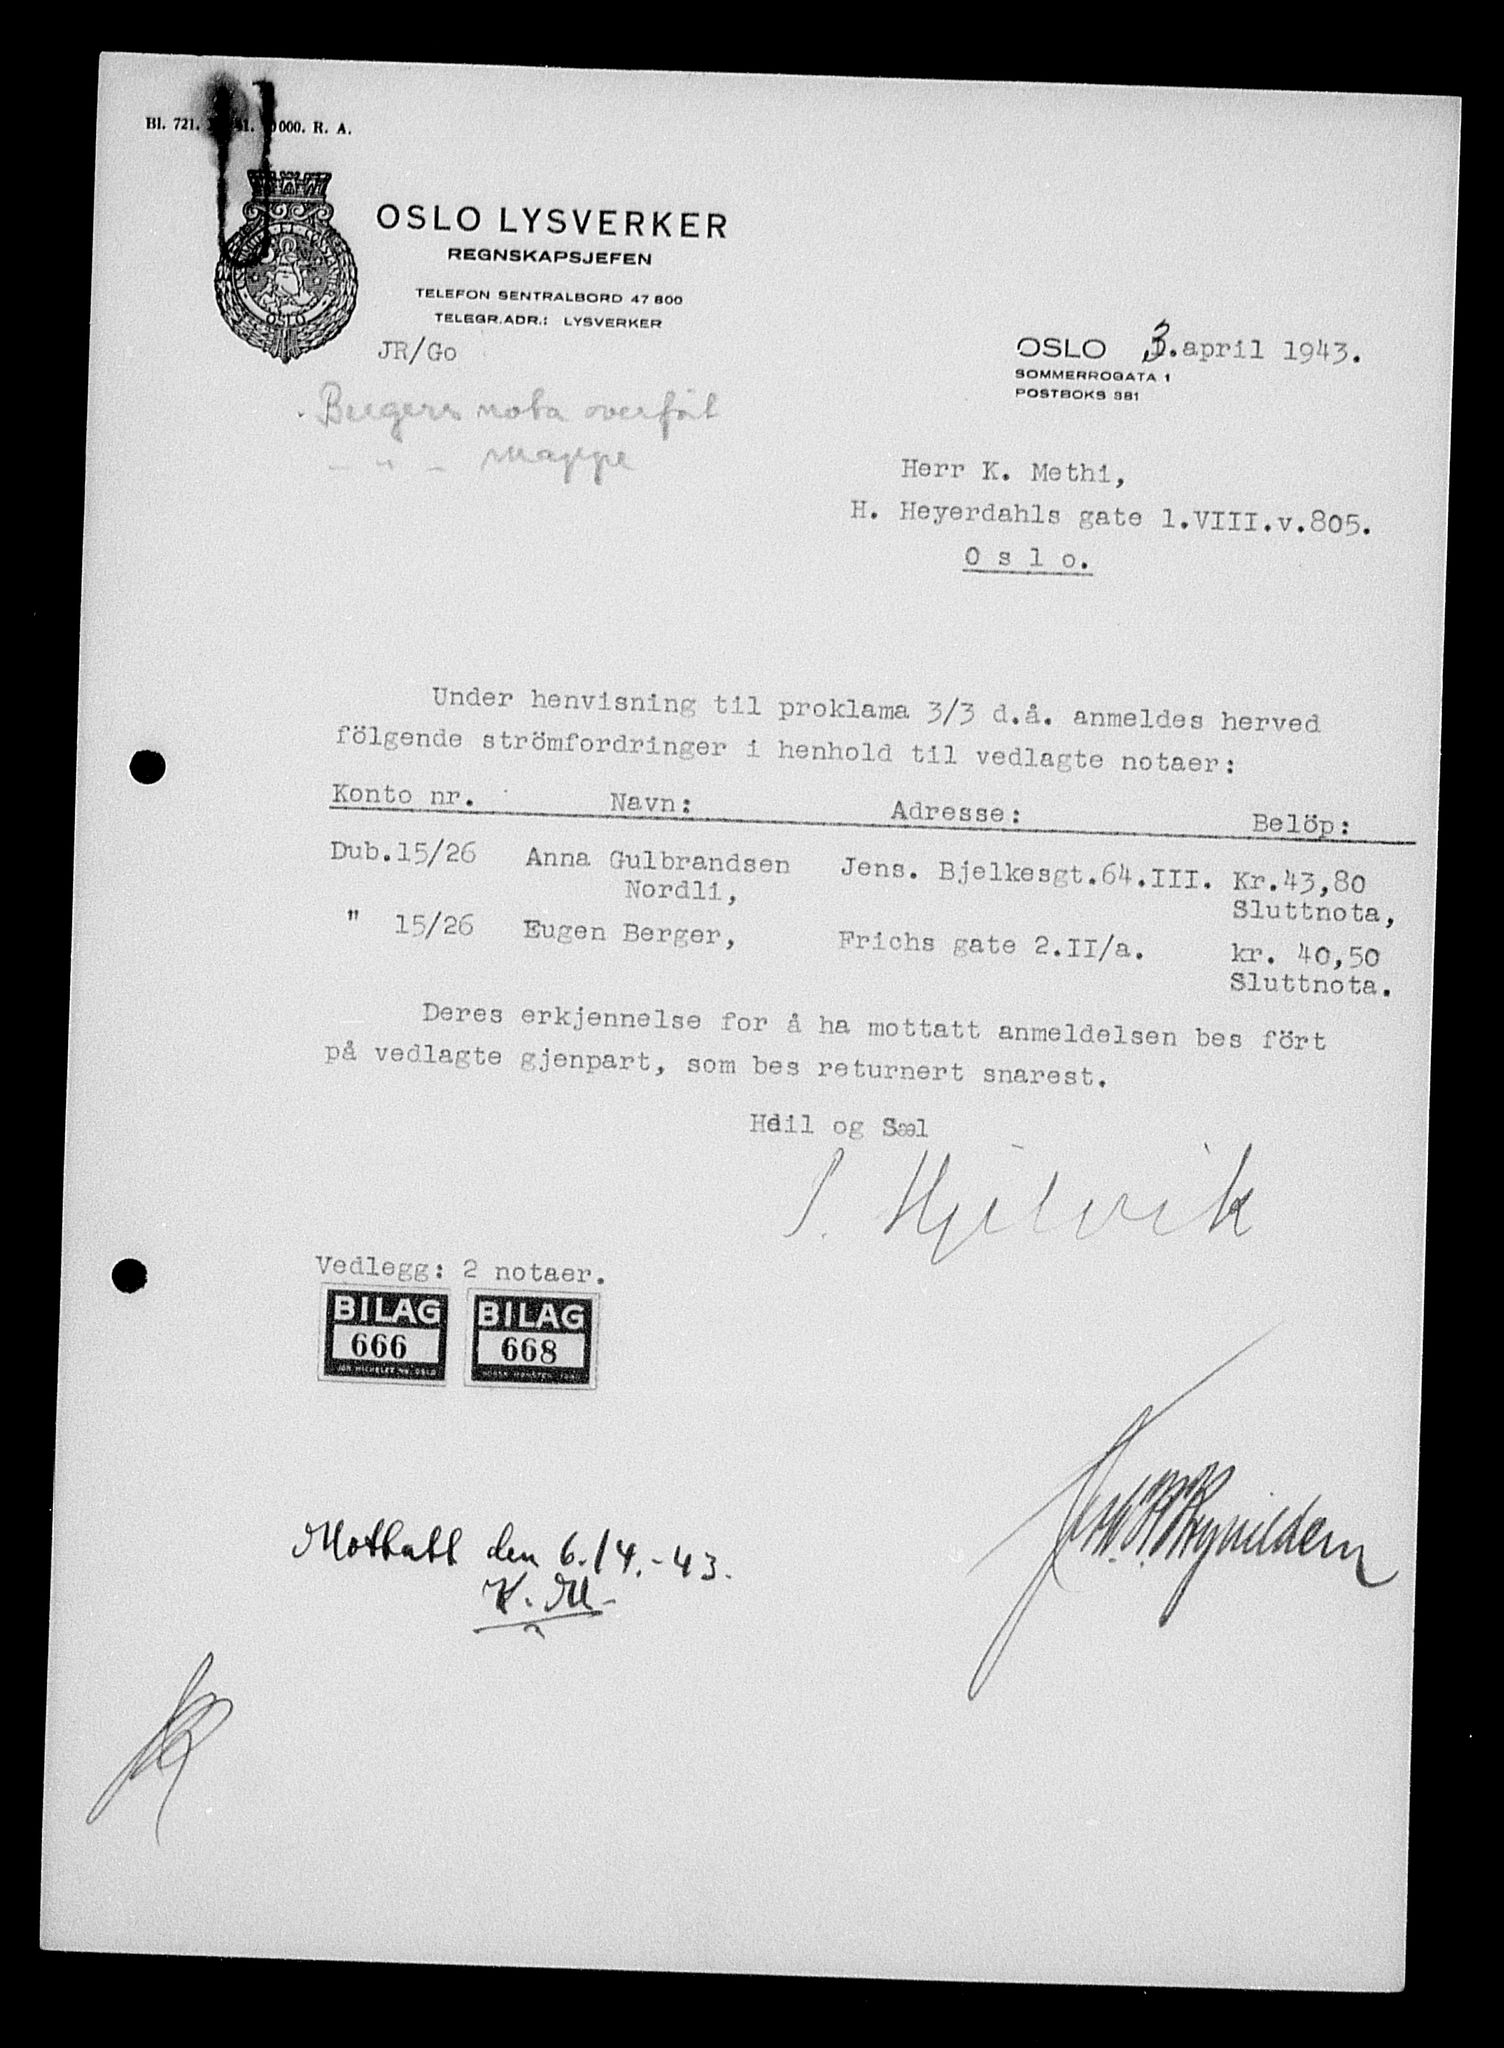 Bl. 721. 000. R. A.
OSLO LYSVERKER
REGNSKAPSJEFEN
TELEFON SENTRALBORD 47 800
TELEGR.ADR.: LYSVERKER
JR/Go
OSLO 3.april 1943.
SOMMERROGATA 1
POSTBOKS 381
Bergers nota overført
— " — mappe
Herr K. Methi,
H. Heyerdahls gate 1.VIII.v.805.
O s l o.
Under henvisning til proklama 3/3 d.å. anmeldes herved
fölgende strömfordringer i henhold til vedlagte notaer:
Konto nr. Navn: Adresse: Belöp:
Dub.15/26 Anna Gulbrandsen Jens. Bjelkesgt.64.III. Kr.43,80
Nordli, Sluttnota,
" 15/26 Eugen Berger, Frichs gate 2.II/a. kr. 40,50
Sluttnota.
Deres erkjennelse for å ha mottatt anmeldelsen bes fört
på vedlagte gjenpart, som bes returnert snarest.
Heil og Sæl
Vedlegg: 2 notaer.
BILAG BILAG
666 668
Mottatt den 6./4.-43.
K. M.